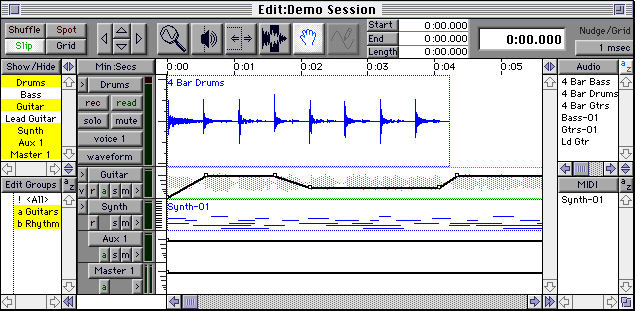 Edit:Demo Session
Shuffle Spot
Slip Grid
Start 0:00.000
End 0:00.000
Length 0:00.000
0:00.000
Nudge/Grid
1 msec
Show/Hide
Drums
Bass
Guitar
Lead Guitar
Synth
Aux 1
Master 1
Edit Groups
a z
! <All>
a Guitars
b Rhythm
Min:Secs
0:00 0:01 0:02 0:03 0:04 0:05
Drums
rec read
solo mute
voice 1
waveform
4 Bar Drums
Guitar
v r a s m
Synth
r s m
Synth-01
Aux 1
a s m
Master 1
a
Audio
a z
4 Bar Bass
4 Bar Drums
4 Bar Gtrs
Bass-01
Gtrs-01
Ld Gtr
MIDI
a z
Synth-01